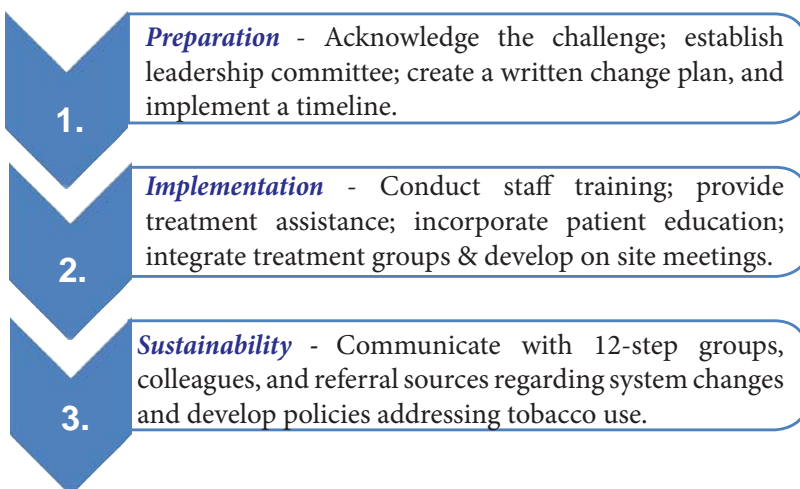 1.
Preparation - Acknowledge the challenge; establish
leadership committee; create a written change plan, and
implement a timeline.
2.
Implementation - Conduct staff training; provide
treatment assistance; incorporate patient education;
integrate treatment groups & develop on site meetings.
3.
Sustainability - Communicate with 12-step groups,
colleagues, and referral sources regarding system changes
and develop policies addressing tobacco use.